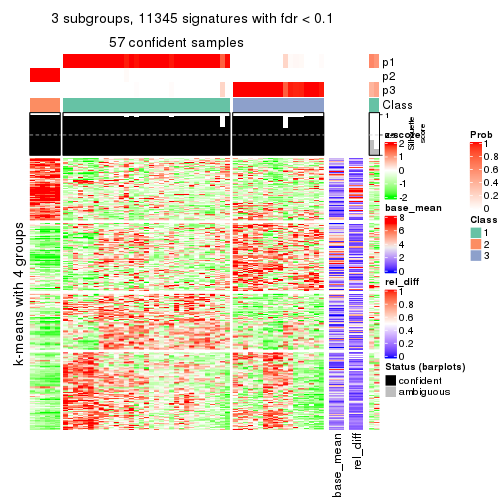 3 subgroups, 11345 signatures with fdr < 0.1
57 confident samples
p1
p2
p3
Class
1
Silhouette
score
z-score
2
1
0
-2
base_mean
8
6
4
2
0
rel_diff
1
0.8
0.6
0.4
0.2
0
Status (barplots)
confident
ambiguous
Prob
1
0.8
0.6
0.4
0.2
0
Class
1
2
3
k-means with 4 groups
base_mean
rel_diff